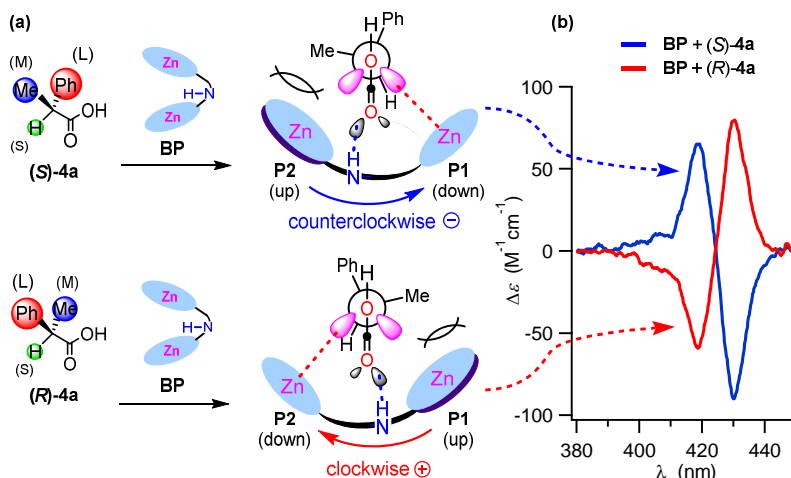 (a)
(M)
(L)
Me
Ph
H
OH
O
(S)
(S)-4a
Zn
H-N
Zn
BP
Ph
H
Me
O
H
O
Zn
Zn
H
N
P2
P1
(up)
(down)
counterclockwise ⊖
(L)
(M)
Ph
Me
H
OH
O
(S)
(R)-4a
Zn
H-N
Zn
BP
Ph
H
Me
O
H
O
Zn
H
N
Zn
P2
P1
(down)
(up)
clockwise ⊕
(b)
BP + (S)-4a
BP + (R)-4a
100
50
0
-50
-100
Δε (M⁻¹cm⁻¹)
380 400 420 440
λ (nm)